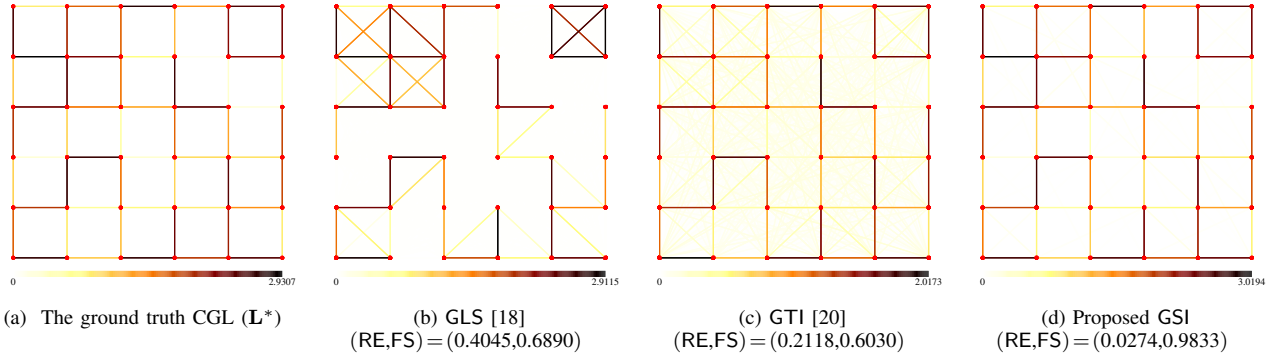 0 2.9307
0 2.9115
0 2.0173
0 3.0194
(a) The ground truth CGL (L*)
(b) GLS [18]
(RE,FS) = (0.4045,0.6890)
(c) GTI [20]
(RE,FS) = (0.2118,0.6030)
(d) Proposed GSI
(RE,FS) = (0.0274,0.9833)